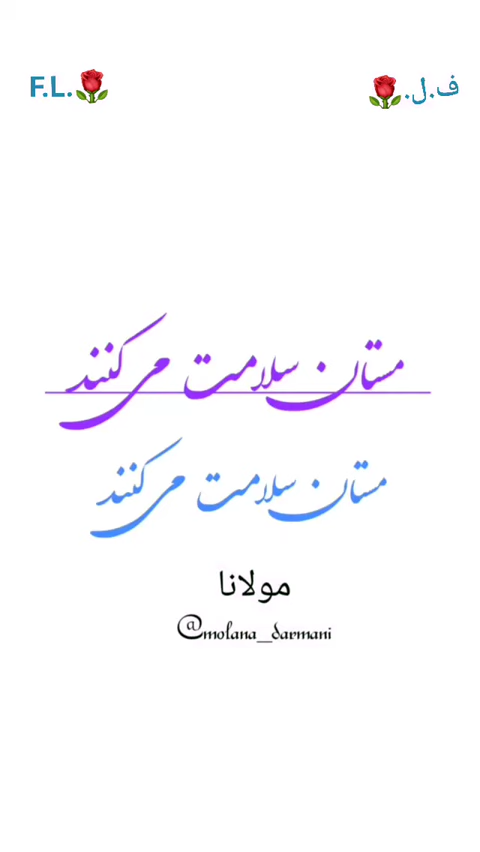 F.L.🌹
ف.ل.🌹
مستان سلامت می‌کنند
مستان سلامت می‌کنند
مولانا
@molana_darmani